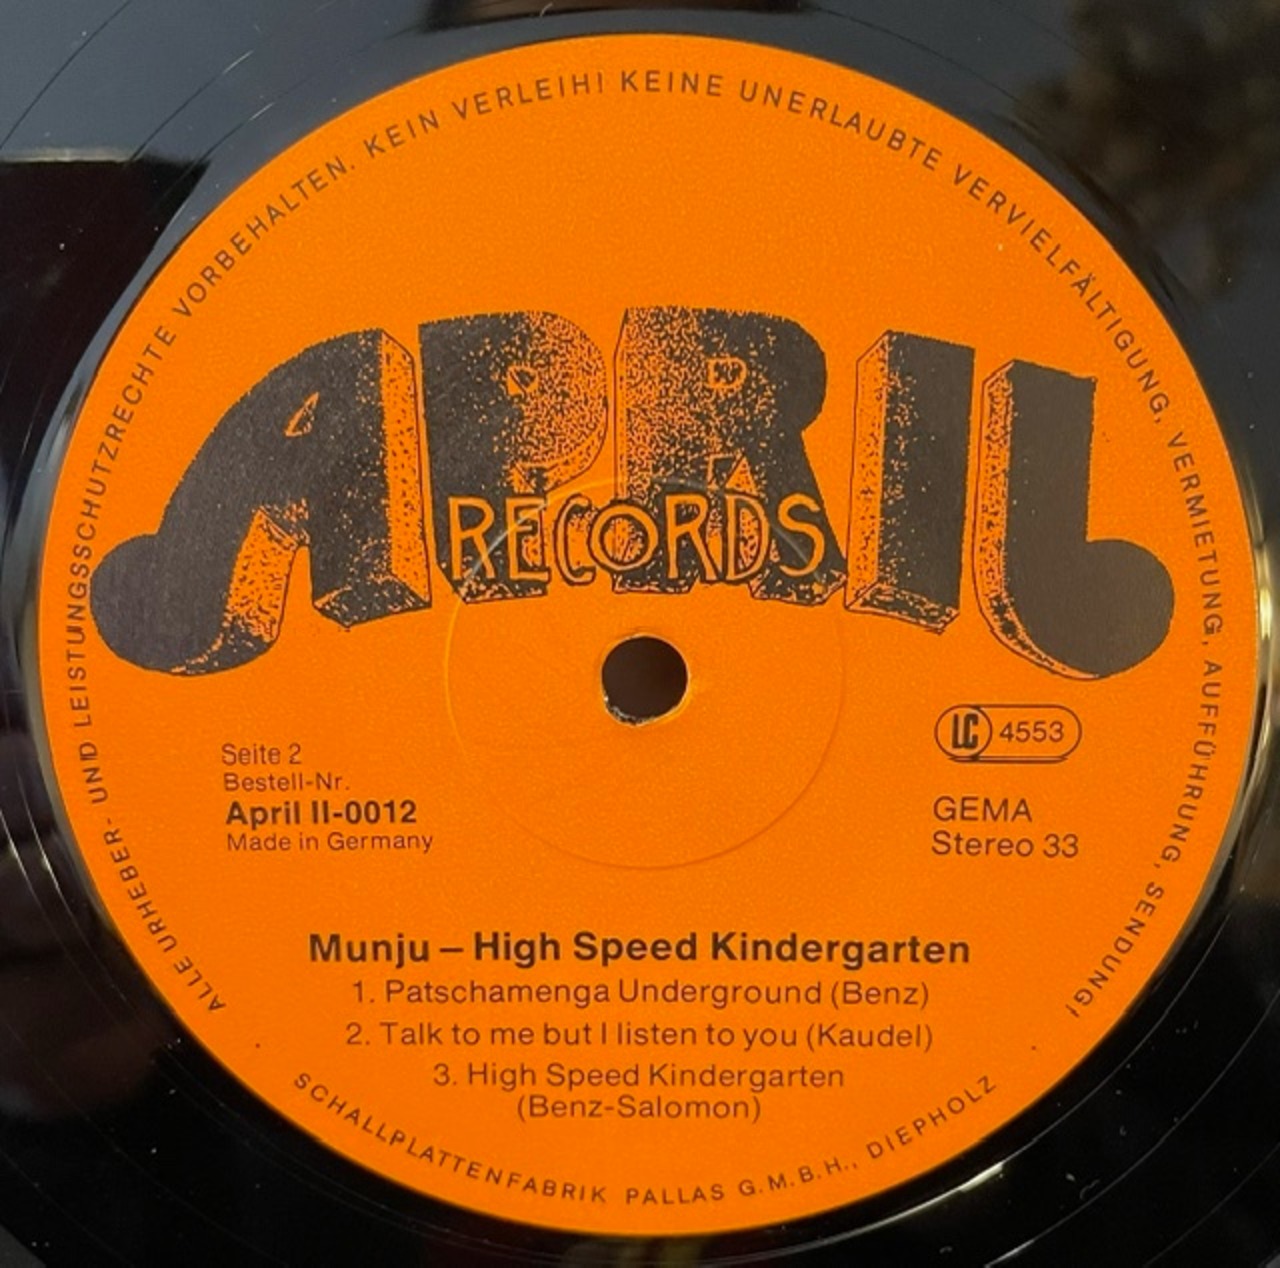 ALLE URHEBER- UND LEISTUNGSSCHUTZRECHTE VORBEHALTEN. KEIN VERLEIH! KEINE UNERLAUBTE VERVIELFÄLTIGUNG, VERMIETUNG, AUFFÜHRUNG, SENDUNG!
APRIL
RECORDS
Seite 2
Bestell-Nr.
April II-0012
Made in Germany
LC 4553
GEMA
Stereo 33
Munju – High Speed Kindergarten
1. Patschamenga Underground (Benz)
2. Talk to me but I listen to you (Kaudel)
3. High Speed Kindergarten
(Benz-Salomon)
SCHALLPLATTENFABRIK PALLAS G.M.B.H., DIEPHOLZ